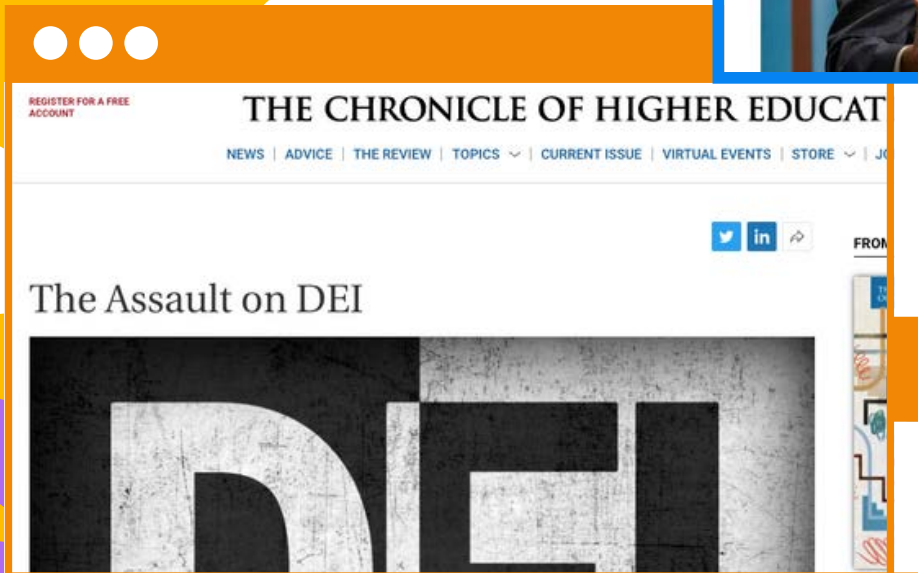 REGISTER FOR A FREE
ACCOUNT
THE CHRONICLE OF HIGHER EDUCAT
NEWS | ADVICE | THE REVIEW | TOPICS | CURRENT ISSUE | VIRTUAL EVENTS | STORE |
in
FROM
The Assault on DEI
DEI